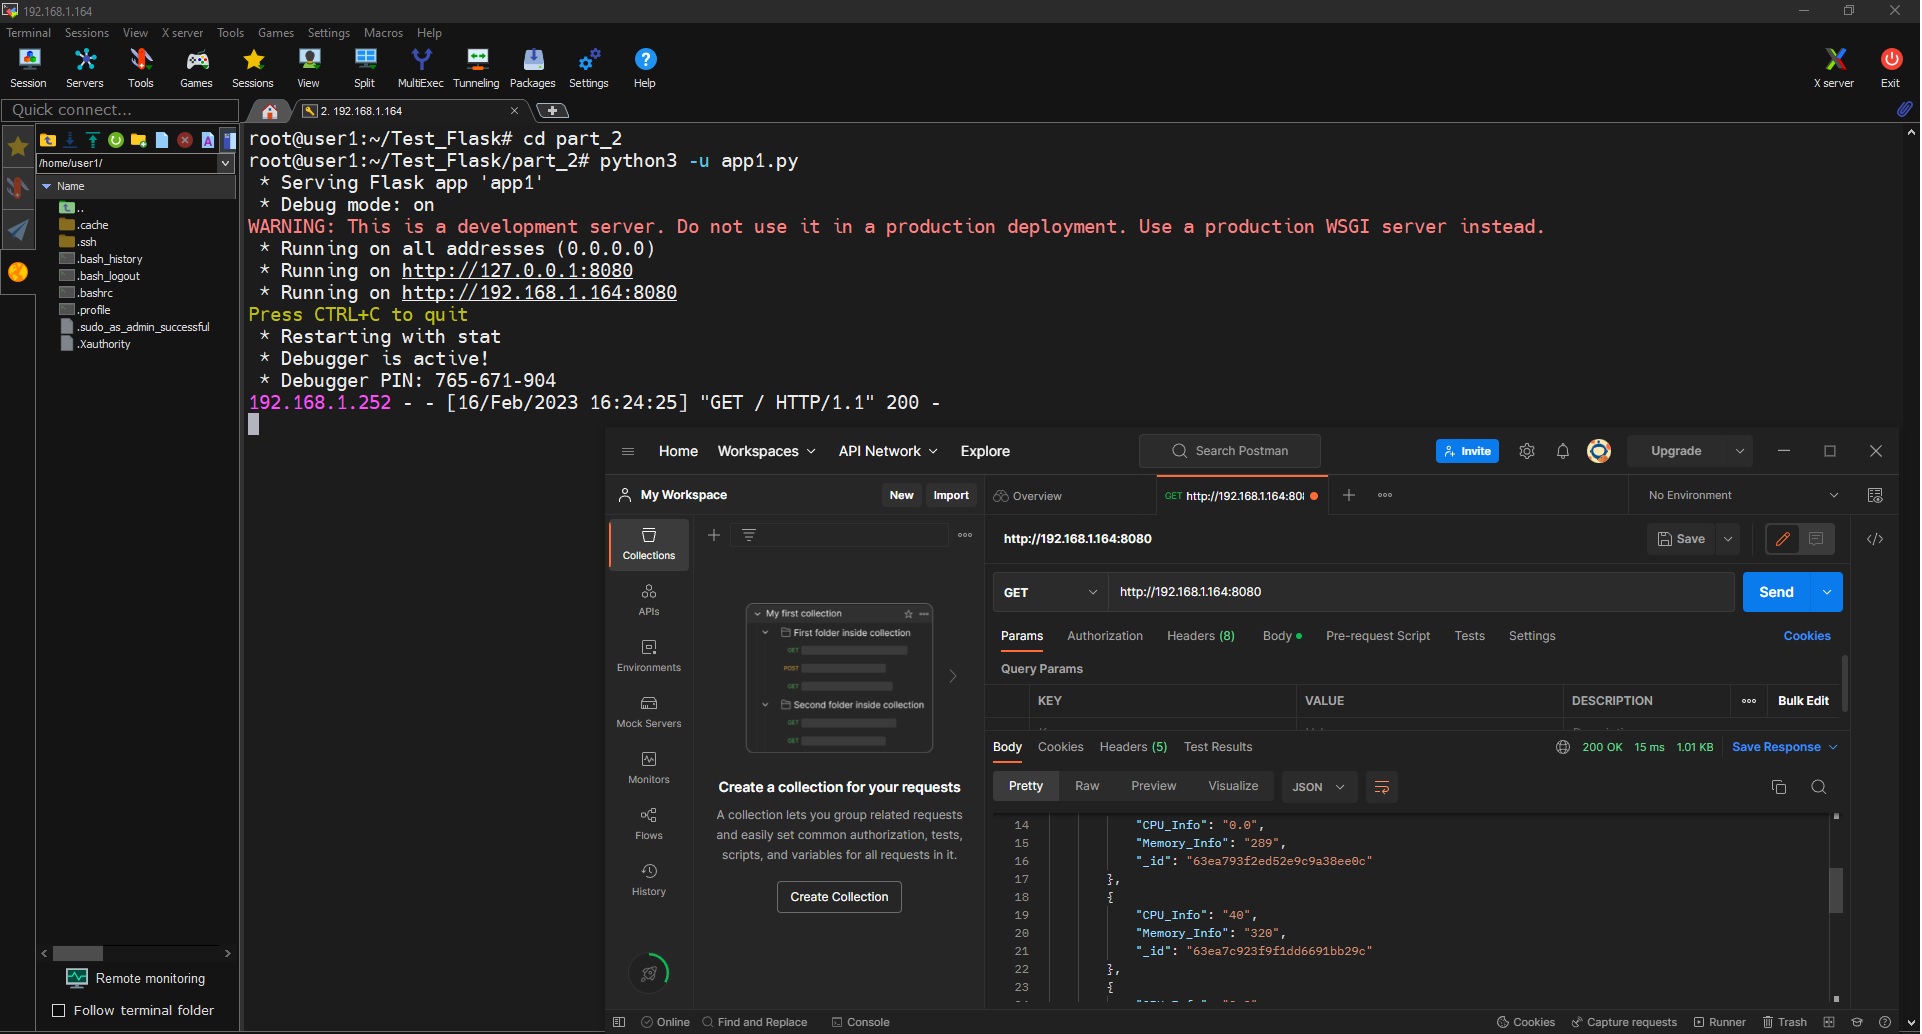 192.168.1.164
Terminal Sessions View X server Tools Games Settings Macros Help
Session Servers Tools Games Sessions View Split MultiExec Tunneling Packages Settings Help X server Exit
Quick connect...
2. 192.168.1.164
/home/user1/
Name
..
.cache
.ssh
.bash_history
.bash_logout
.bashrc
.profile
.sudo_as_admin_successful
.Xauthority
Remote monitoring
Follow terminal folder
root@user1:~/Test_Flask# cd part_2
root@user1:~/Test_Flask/part_2# python3 -u app1.py
* Serving Flask app 'app1'
* Debug mode: on
WARNING: This is a development server. Do not use it in a production deployment. Use a production WSGI server instead.
* Running on all addresses (0.0.0.0)
* Running on http://127.0.0.1:8080
* Running on http://192.168.1.164:8080
Press CTRL+C to quit
* Restarting with stat
* Debugger is active!
* Debugger PIN: 765-671-904
192.168.1.252 - - [16/Feb/2023 16:24:25] "GET / HTTP/1.1" 200 -
Home Workspaces API Network Explore Search Postman Invite Upgrade
My Workspace New Import
Overview GET http://192.168.1.164:80 No Environment
Collections
APIs
Environments
Mock Servers
Monitors
Flows
History
My first collection
First folder inside collection
GET
POST
GET
Second folder inside collection
GET
GET
Create a collection for your requests
A collection lets you group related requests
and easily set common authorization, tests,
scripts, and variables for all requests in it.
Create Collection
http://192.168.1.164:8080 Save
GET http://192.168.1.164:8080 Send
Params Authorization Headers (8) Body Pre-request Script Tests Settings Cookies
Query Params
KEY VALUE DESCRIPTION Bulk Edit
Body Cookies Headers (5) Test Results 200 OK 15 ms 1.01 KB Save Response
Pretty Raw Preview Visualize JSON
14 "CPU_Info": "0.0",
15 "Memory_Info": "289",
16 "_id": "63ea793f2ed52e9c9a38ee0c"
17 },
18 {
19 "CPU_Info": "40",
20 "Memory_Info": "320",
21 "_id": "63ea7c923f9f1dd6691bb29c"
22 },
23 {
Online Find and Replace Console Cookies Capture requests Runner Trash